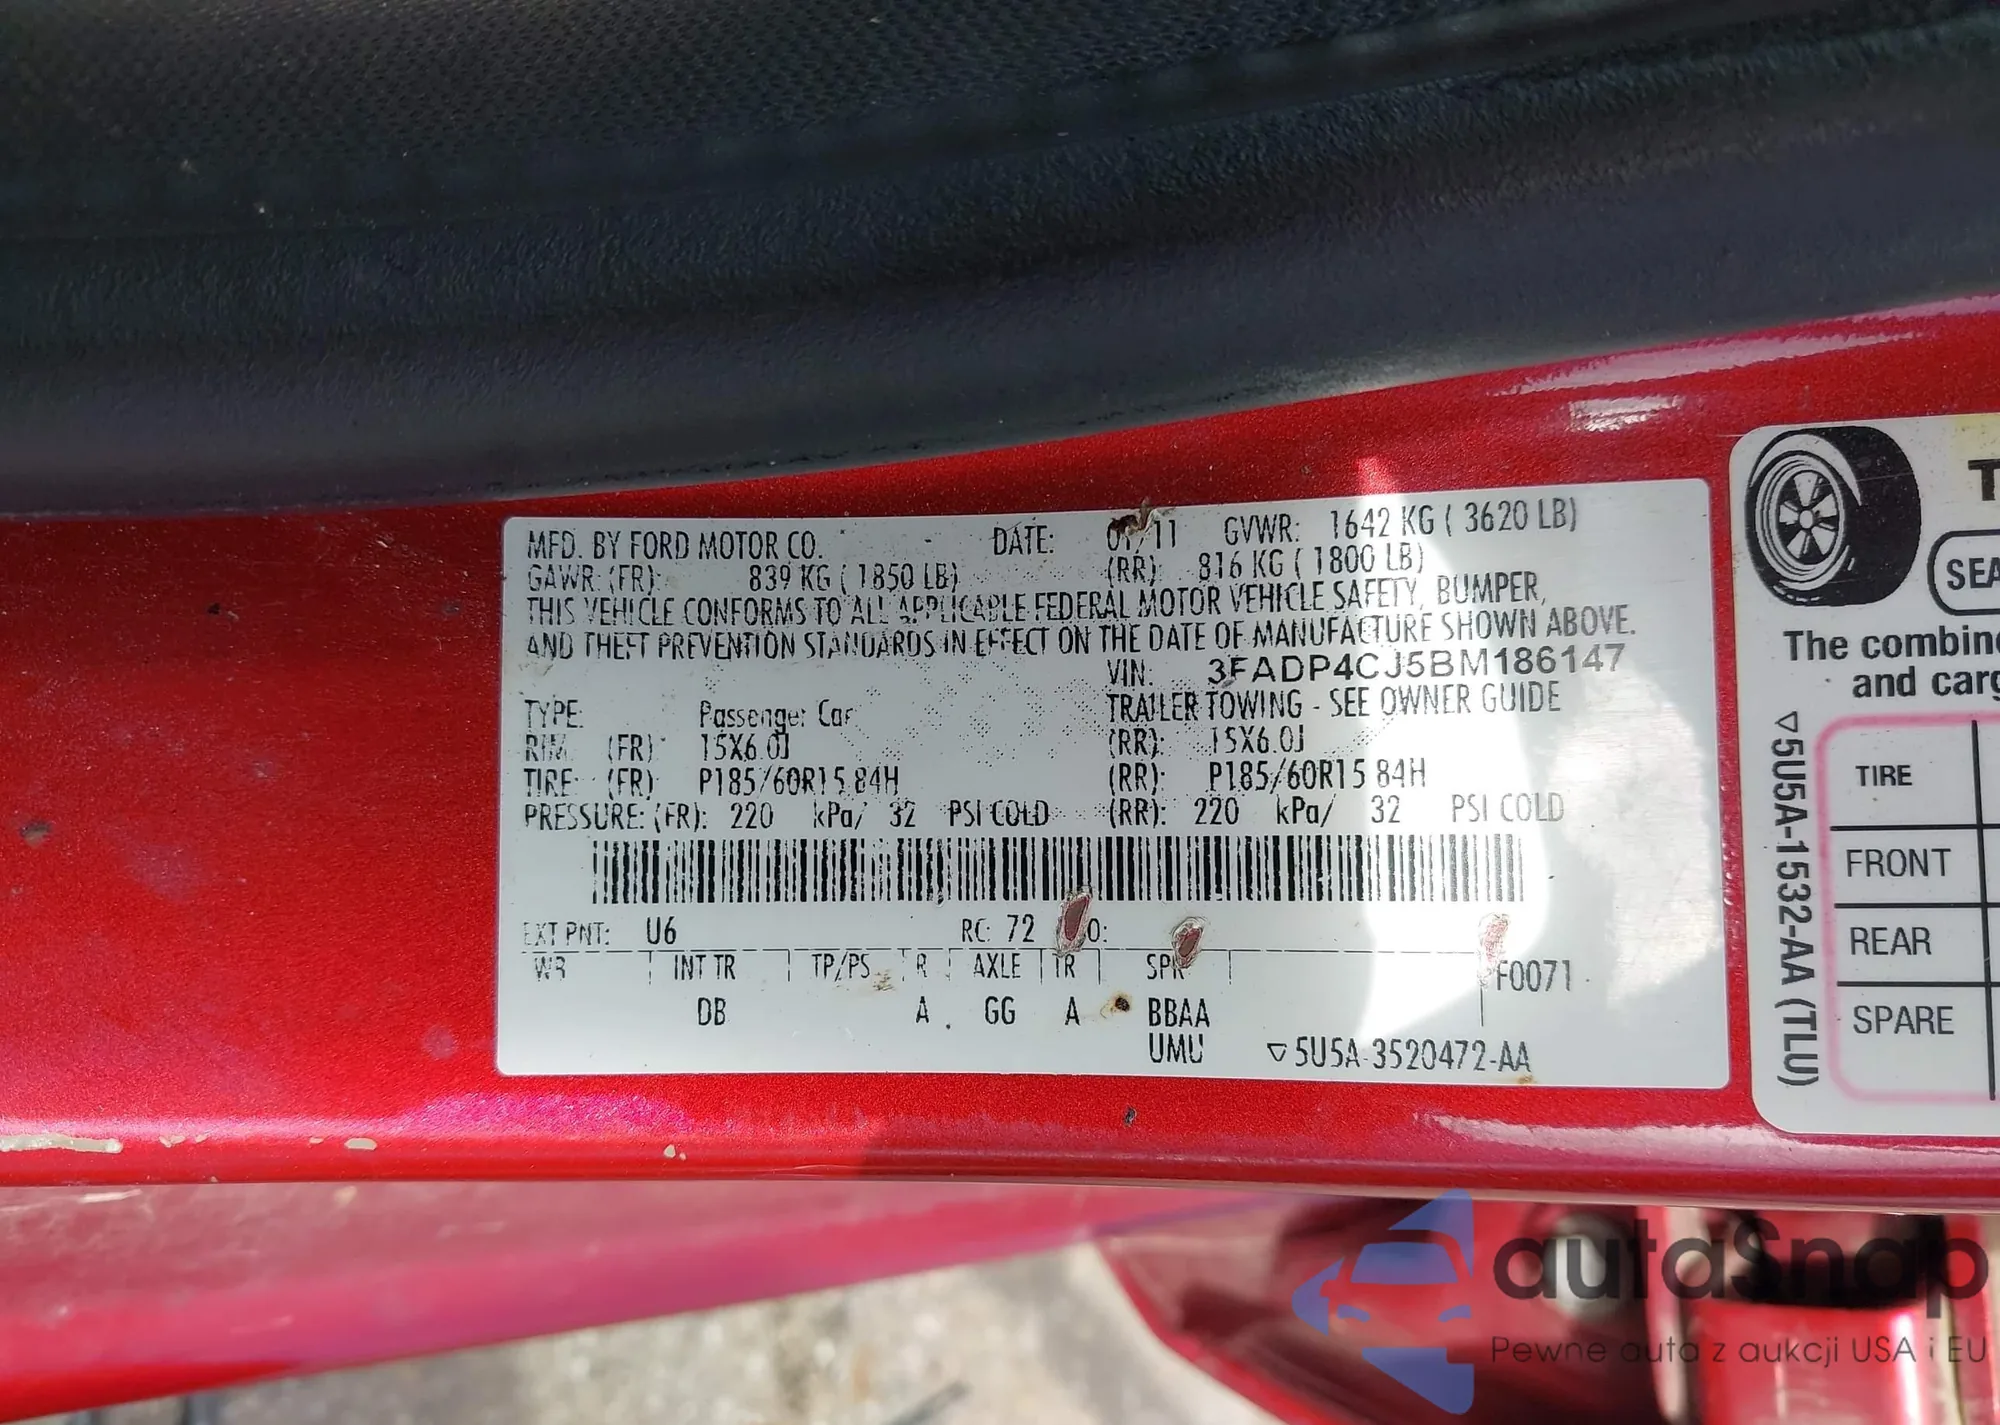 MFD. BY FORD MOTOR CO. DATE: 01/11 GVWR: 1642 KG ( 3620 LB)
GAWR: (FR): 839 KG ( 1850 LB) (RR): 816 KG ( 1800 LB)
THIS VEHICLE CONFORMS TO ALL APPLICABLE FEDERAL MOTOR VEHICLE SAFETY, BUMPER,
AND THEFT PREVENTION STANDARDS IN EFFECT ON THE DATE OF MANUFACTURE SHOWN ABOVE.
VIN: 3FADP4CJ5BM186147
TYPE: Passenger Car TRAILER TOWING - SEE OWNER GUIDE
RIM (FR) 15X6.0J (RR): 15X6.0J
TIRE: (FR) P185/60R15 84H (RR): P185/60R15 84H
PRESSURE: (FR): 220 kPa/ 32 PSI COLD (RR): 220 kPa/ 32 PSI COLD
EXT PNT: U6 RC: 72
WB INT TR TP/PS R AXLE TR SPR F0071
DB A GG A BBAA
UMU ▽5U5A-3520472-AA
SEA
The combin
and carg
▽5U5A-1532-AA (TLU)
TIRE
FRONT
REAR
SPARE
autoSnap
Pewne auta z aukcji USA i EU